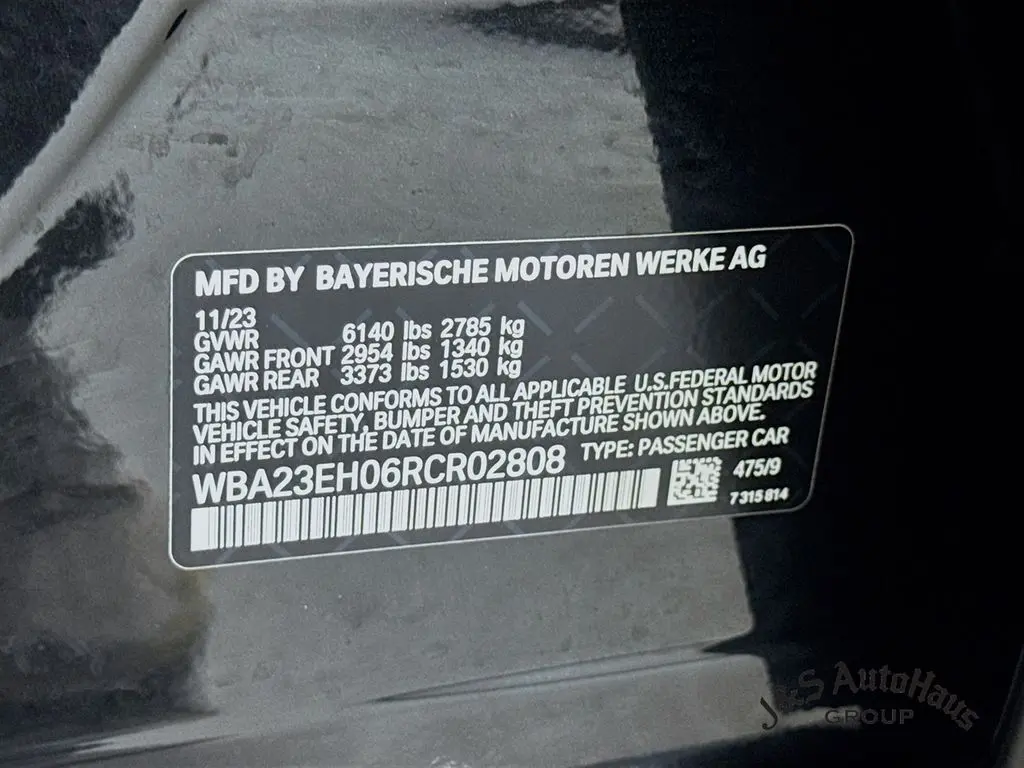 MFD BY BAYERISCHE MOTOREN WERKE AG
11/23
GVWR 6140 lbs 2785 kg
GAWR FRONT 2954 lbs 1340 kg
GAWR REAR 3373 lbs 1530 kg
THIS VEHICLE CONFORMS TO ALL APPLICABLE U.S.FEDERAL MOTOR
VEHICLE SAFETY, BUMPER AND THEFT PREVENTION STANDARDS
IN EFFECT ON THE DATE OF MANUFACTURE SHOWN ABOVE.
WBA23EH06RCR02808 TYPE: PASSENGER CAR
475/9
7 315 814
AutoHaus
GROUP